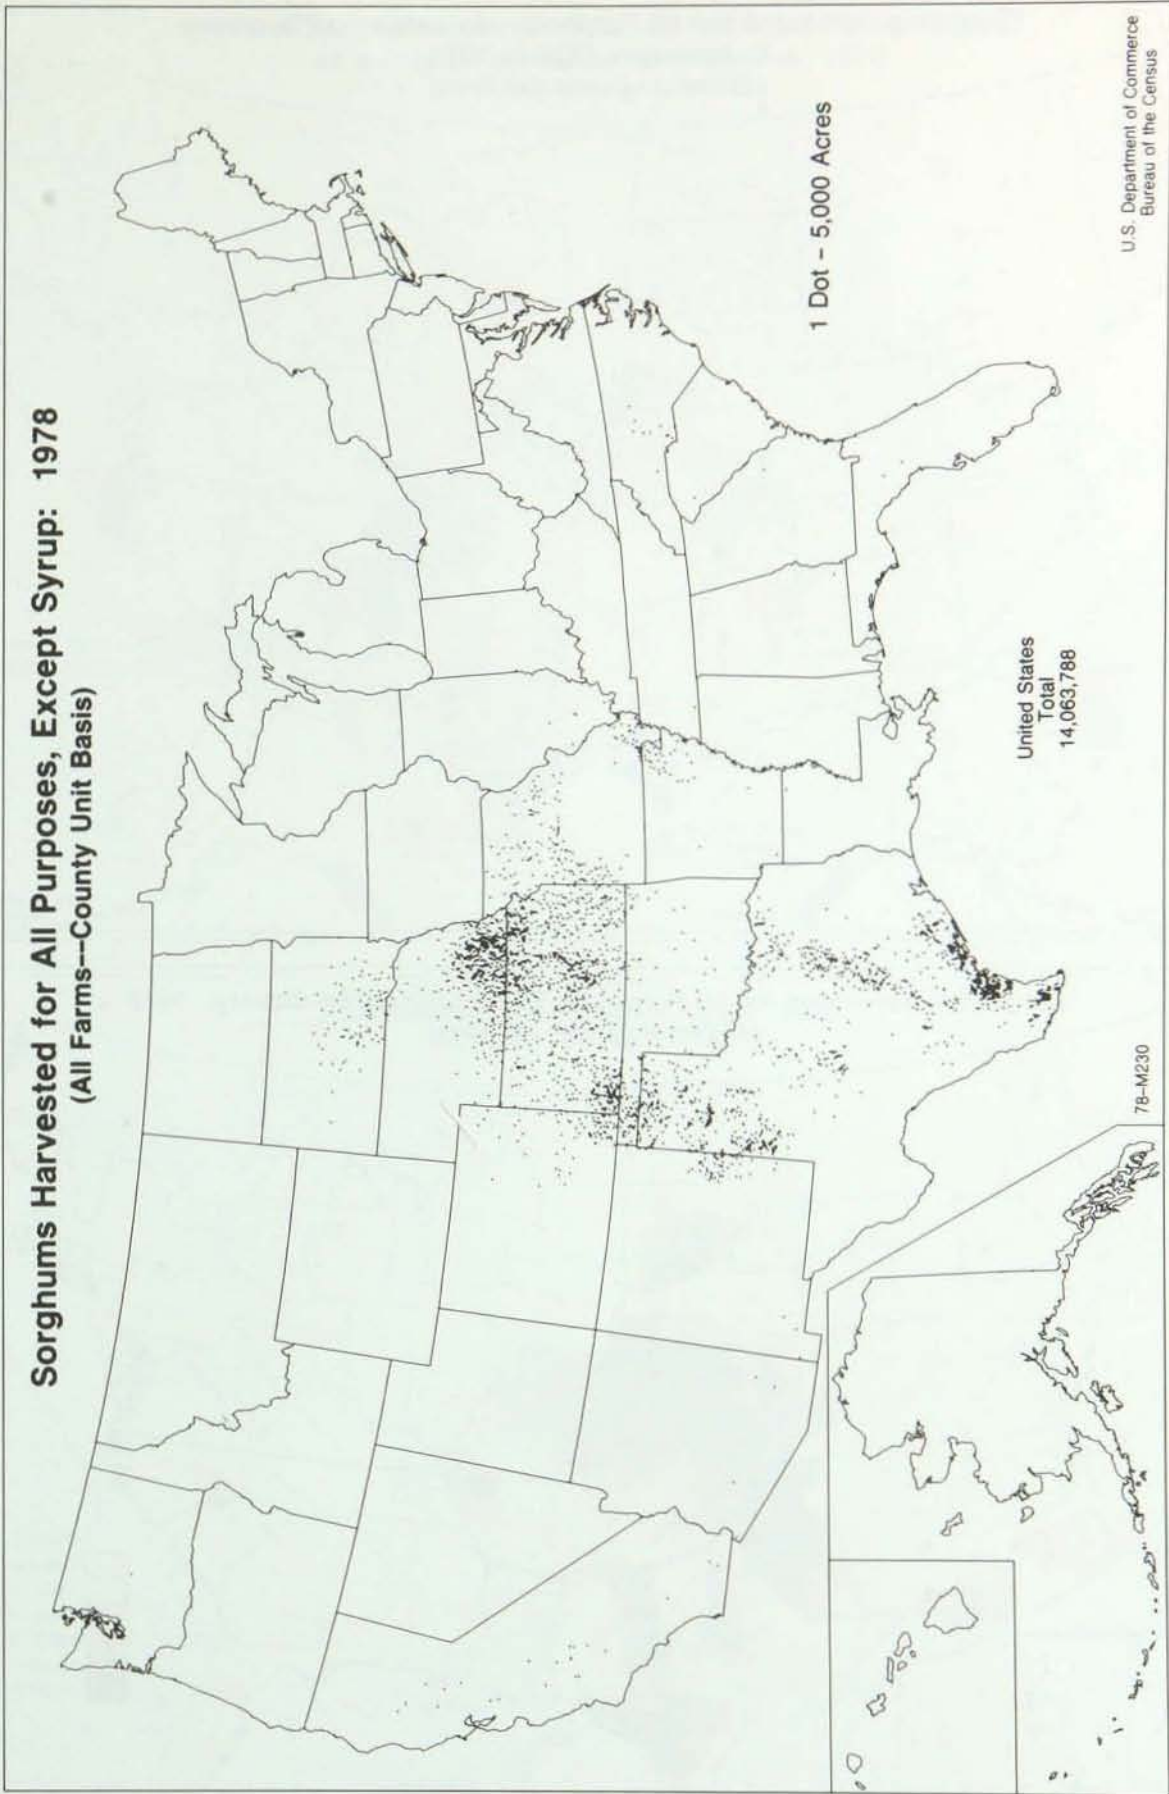 Sorghums Harvested for All Purposes, Except Syrup: 1978
(All Farms—County Unit Basis)
1 Dot – 5,000 Acres
United States
Total
14,063,788
78-M230
U.S. Department of Commerce
Bureau of the Census